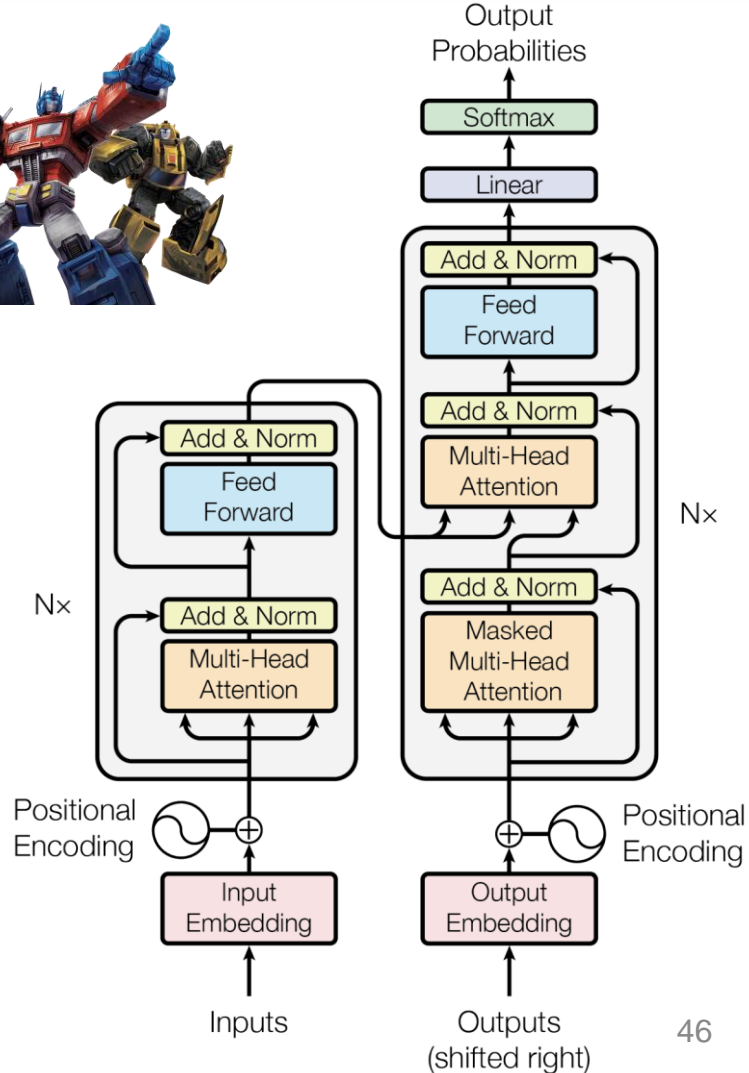 Output
Probabilities
Softmax
Linear
Add & Norm
Feed
Forward
Add & Norm
Multi-Head
Attention
Add & Norm
Masked
Multi-Head
Attention
Nx
Add & Norm
Feed
Forward
Add & Norm
Multi-Head
Attention
Nx
Positional
Encoding
Positional
Encoding
Input
Embedding
Output
Embedding
Inputs
Outputs
(shifted right)
46